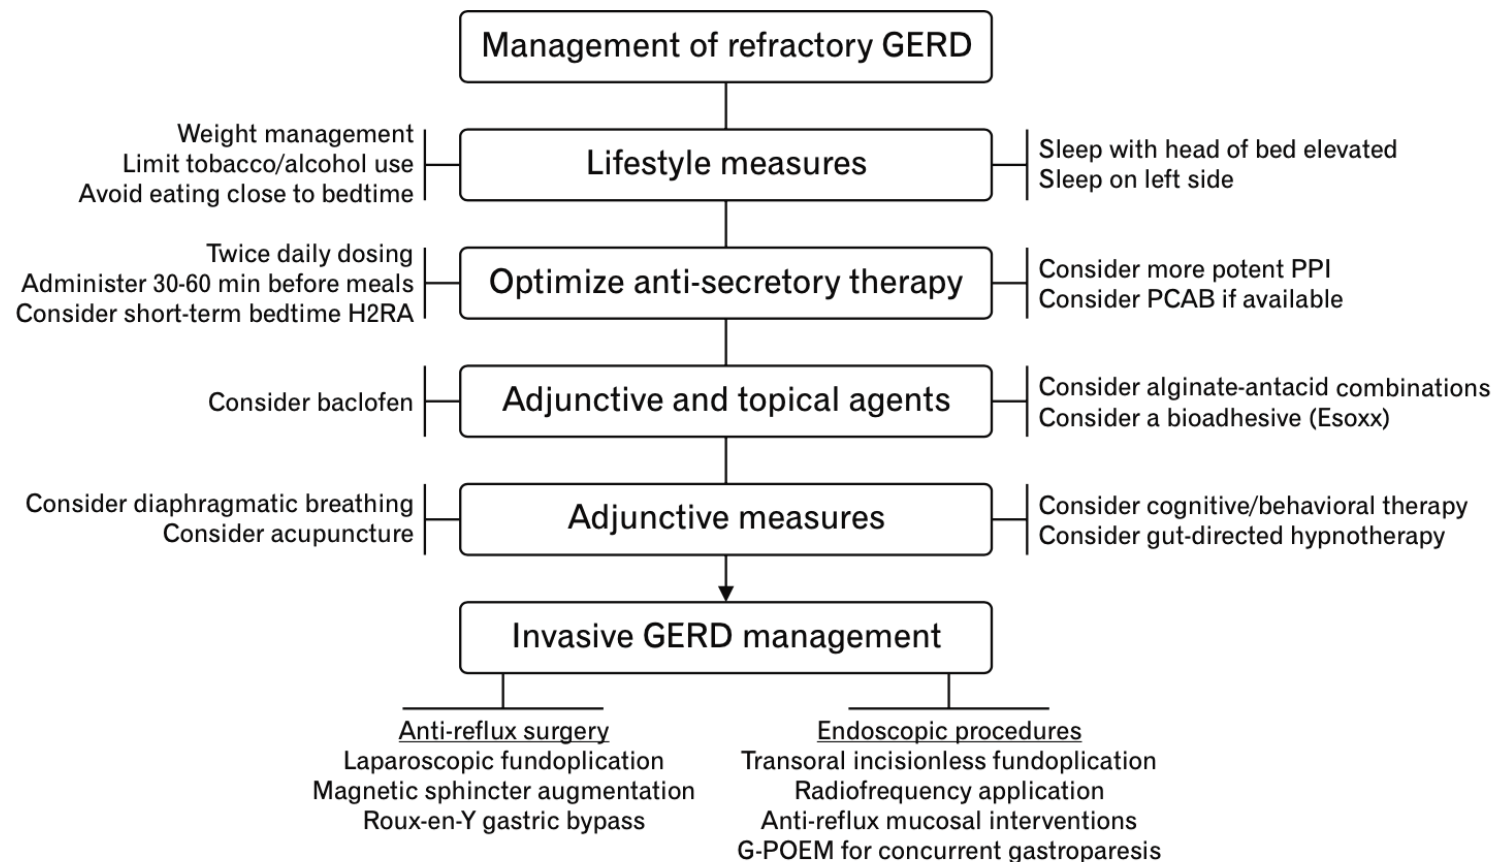 Management of refractory GERD
Weight management
Limit tobacco/alcohol use
Avoid eating close to bedtime
Lifestyle measures
Sleep with head of bed elevated
Sleep on left side
Twice daily dosing
Administer 30-60 min before meals
Consider short-term bedtime H2RA
Optimize anti-secretory therapy
Consider more potent PPI
Consider PCAB if available
Consider baclofen
Adjunctive and topical agents
Consider alginate-antacid combinations
Consider a bioadhesive (Esoxx)
Consider diaphragmatic breathing
Consider acupuncture
Adjunctive measures
Consider cognitive/behavioral therapy
Consider gut-directed hypnotherapy
Invasive GERD management
Anti-reflux surgery
Laparoscopic fundoplication
Magnetic sphincter augmentation
Roux-en-Y gastric bypass
Endoscopic procedures
Transoral incisionless fundoplication
Radiofrequency application
Anti-reflux mucosal interventions
G-POEM for concurrent gastroparesis